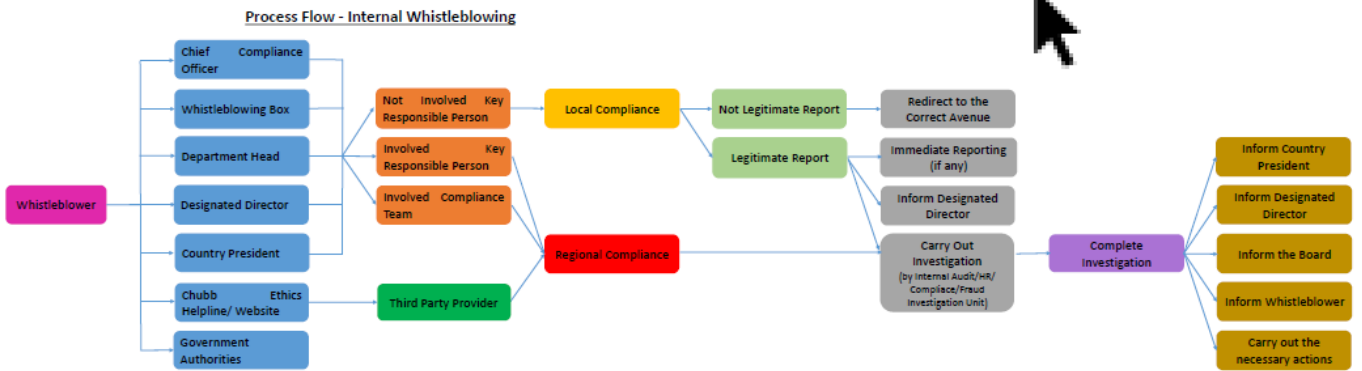 Process Flow - Internal Whistleblowing
Whistleblower
Chief Compliance
Officer
Whistleblowing Box
Department Head
Designated Director
Country President
Chubb Ethics
Helpline/ Website
Government
Authorities
Not Involved Key
Responsible Person
Involved Key
Responsible Person
Involved Compliance
Team
Third Party Provider
Local Compliance
Regional Compliance
Not Legitimate Report
Legitimate Report
Redirect to the
Correct Avenue
Immediate Reporting
(if any)
Inform Designated
Director
Carry Out
Investigation
(by Internal Audit/HR/
Compliace/Fraud
Investigation Unit)
Complete
Investigation
Inform Country
President
Inform Designated
Director
Inform the Board
Inform Whistleblower
Carry out the
necessary actions